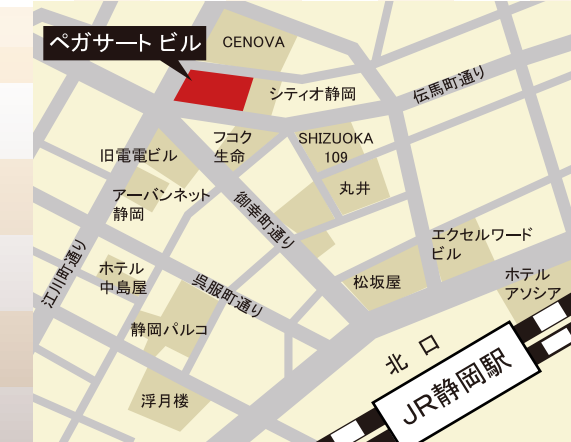 ペガサート ビル
CENOVA
シティオ静岡
伝馬町通り
フコク
生命
SHIZUOKA
109
旧電電ビル
丸井
アーバンネット
静岡
御幸町通り
エクセルワード
ビル
江川町通り
ホテル
中島屋
呉服町通り
松坂屋
ホテル
アソシア
静岡パルコ
北口
JR静岡駅
浮月楼